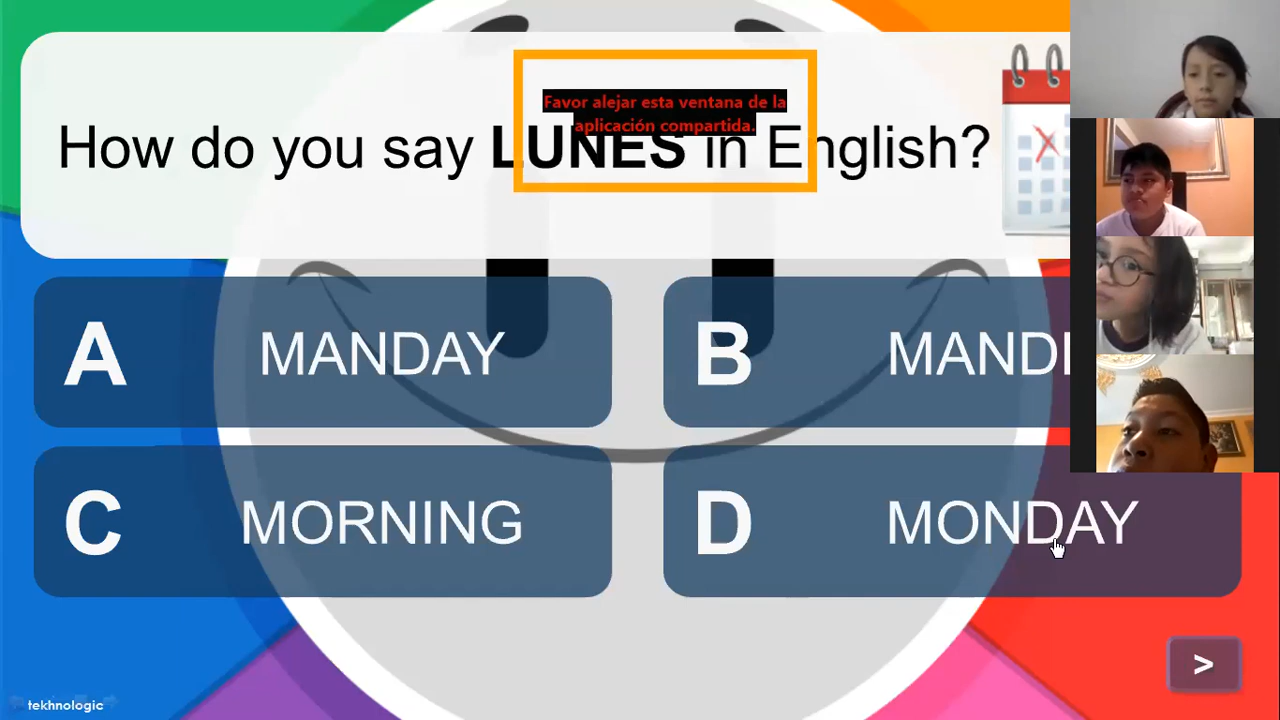 Favor alejar esta ventana de la
aplicación compartida.
How do you say LUNES in English?
A MANDAY
B
C MORNING
D MONDAY
>
tekhnologic